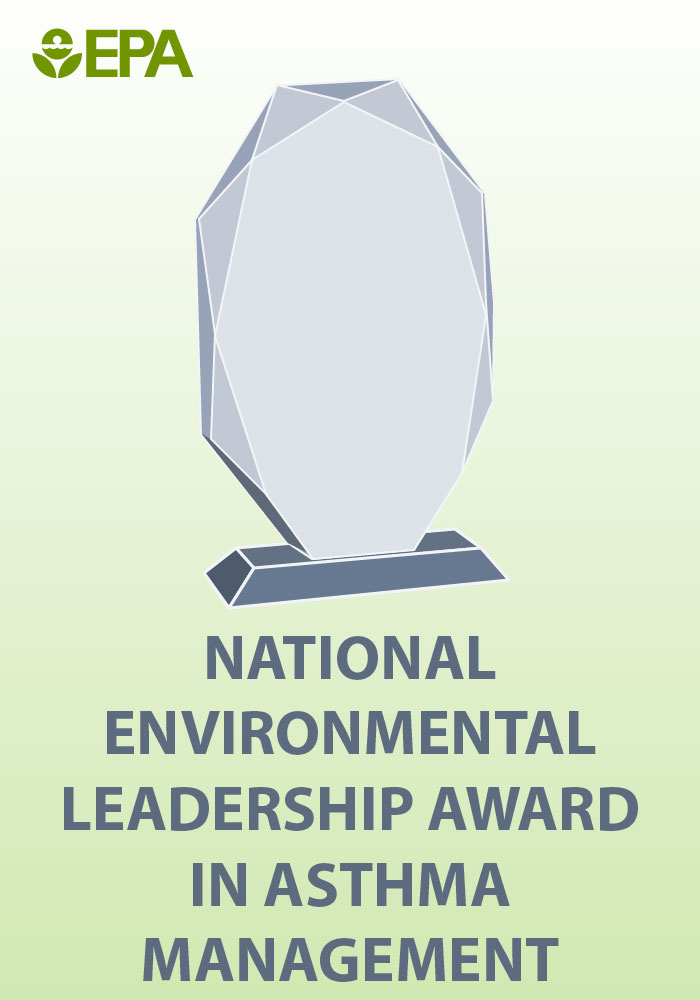 EPA
NATIONAL
ENVIRONMENTAL
LEADERSHIP AWARD
IN ASTHMA
MANAGEMENT